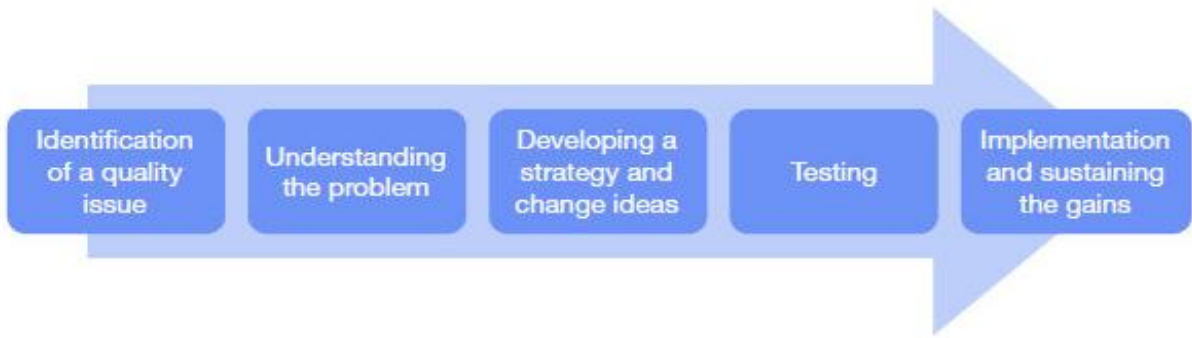 Identification
of a quality
issue
Understanding
the problem
Developing a
strategy and
change ideas
Testing
Implementation
and sustaining
the gains